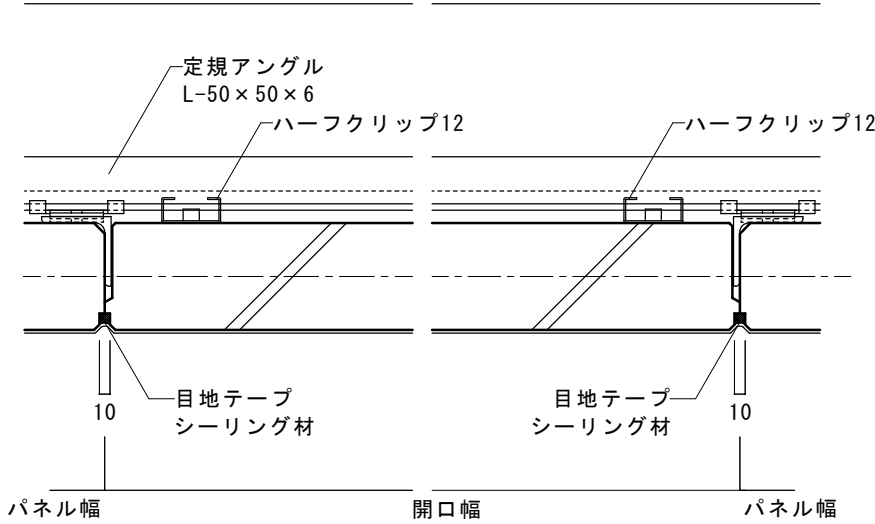 定規アングル
L-50×50×6
ハーフクリップ12
ハーフクリップ12
目地テープ
シーリング材
目地テープ
シーリング材
10
10
パネル幅
開口幅
パネル幅